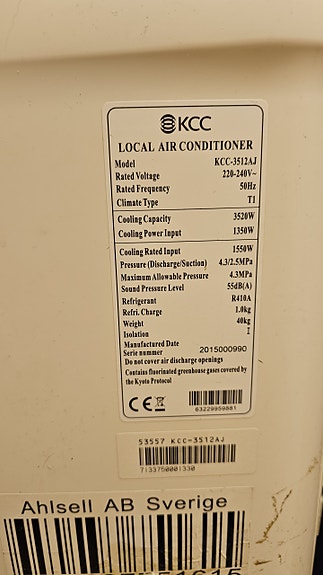 KCC
LOCAL AIR CONDITIONER
Model KCC-3512AJ
Rated Voltage 220-240V~
Rated Frequency 50Hz
Climate Type T1
Cooling Capacity 3520W
Cooling Power Input 1350W
Cooling Rated Input 1550W
Pressure (Discharge/Suction) 4.3/2.5MPa
Maximum Allowable Pressure 4.3MPa
Sound Pressure Level 55dB(A)
Refrigerant R410A
Refri. Charge 1.0kg
Weight 40kg
Isolation I
Manufactured Date
Serie nummer 2015000990
Do not cover air discharge openings
Contains fluorinated greenhouse gases covered by
the Kyoto Protocol
CE
83229959881
53557 KCC-3512AJ
7133750001330
Ahlsell AB Sverige